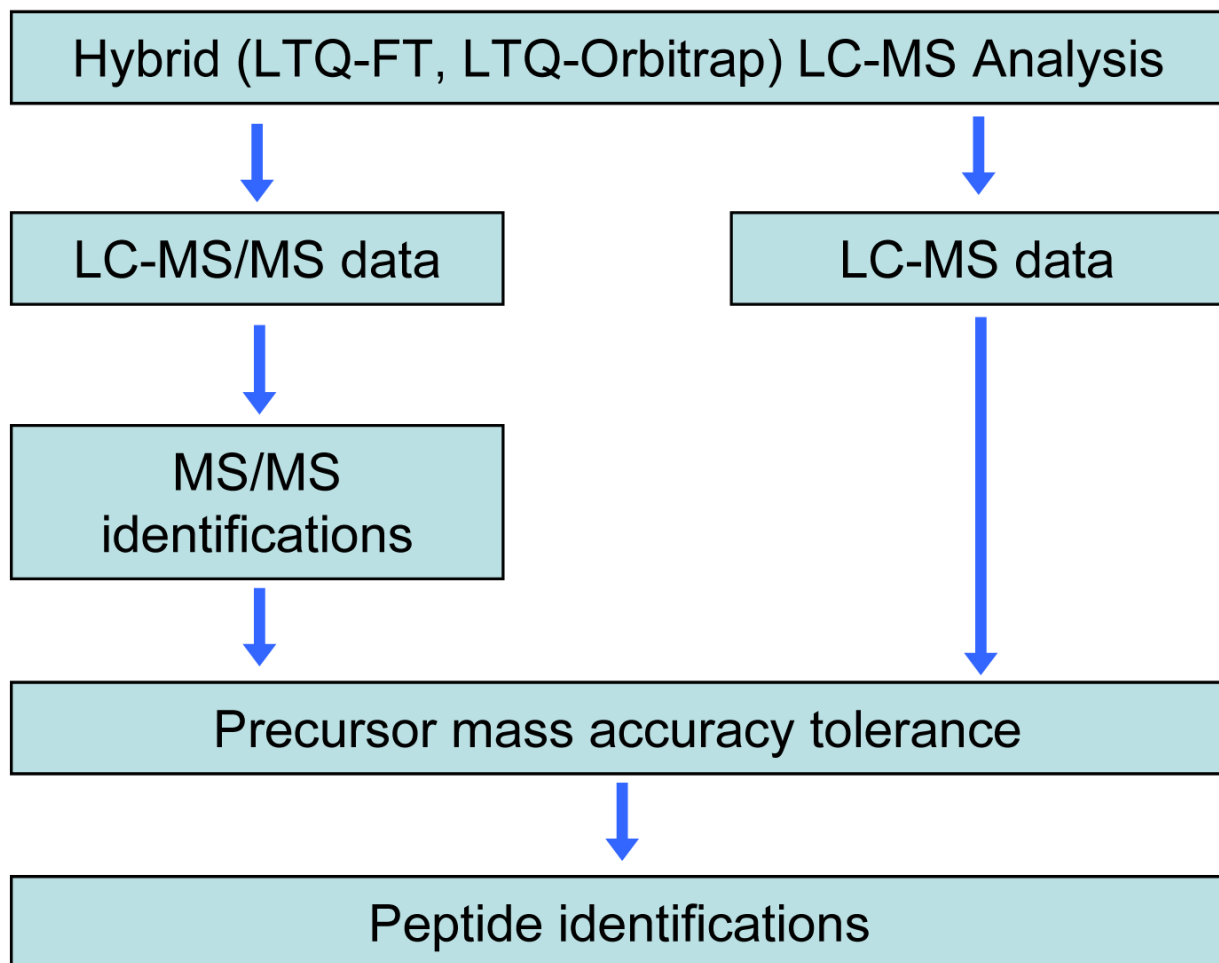 Hybrid (LTQ-FT, LTQ-Orbitrap) LC-MS Analysis
LC-MS/MS data
LC-MS data
MS/MS
identifications
Precursor mass accuracy tolerance
Peptide identifications